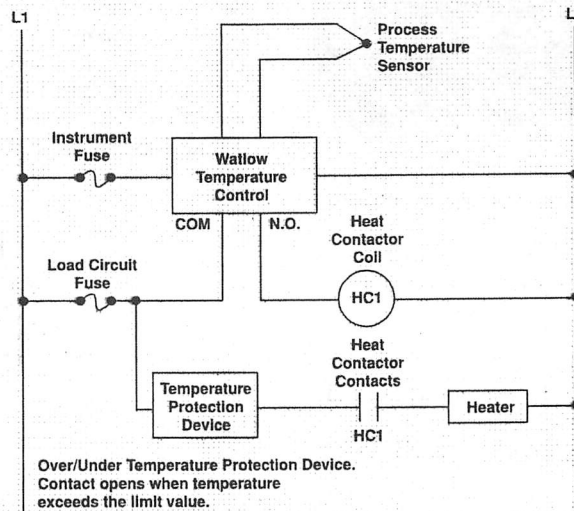 L1
L
Process
Temperature
Sensor
Instrument
Fuse
Watlow
Temperature
Control
COM
N.O.
Heat
Contactor
Coil
Load Circuit
Fuse
HC1
Heat
Contactor
Contacts
Temperature
Protection
Device
HC1
Heater
Over/Under Temperature Protection Device.
Contact opens when temperature
exceeds the limit value.